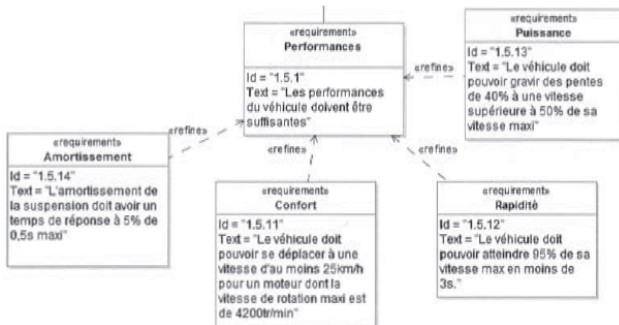 «requirement»
Performances
Id = "1.5.1"
Text = "Les performances
du véhicule doivent être
suffisantes"
«requirement»
Puissance
Id = "1.5.13"
Text = "Le véhicule doit
pouvoir gravir des pentes
de 40% à une vitesse
supérieure à 50% de sa
vitesse maxi"
«refine»
«refine»
«refine»
«refine»
«requirement»
Amortissement
Id = "1.5.14"
Text = "L'amortissement de
la suspension doit avoir un
temps de réponse à 5% de
0,5s maxi"
«requirement»
Confort
Id = "1.5.11"
Text = "Le véhicule doit
pouvoir se déplacer à une
vitesse d'au moins 25km/h
pour un moteur dont la
vitesse de rotation maxi est
de 4200tr/min"
«requirement»
Rapidité
Id = "1.5.12"
Text = "Le véhicule doit
pouvoir atteindre 95% de sa
vitesse max en moins de
3s."